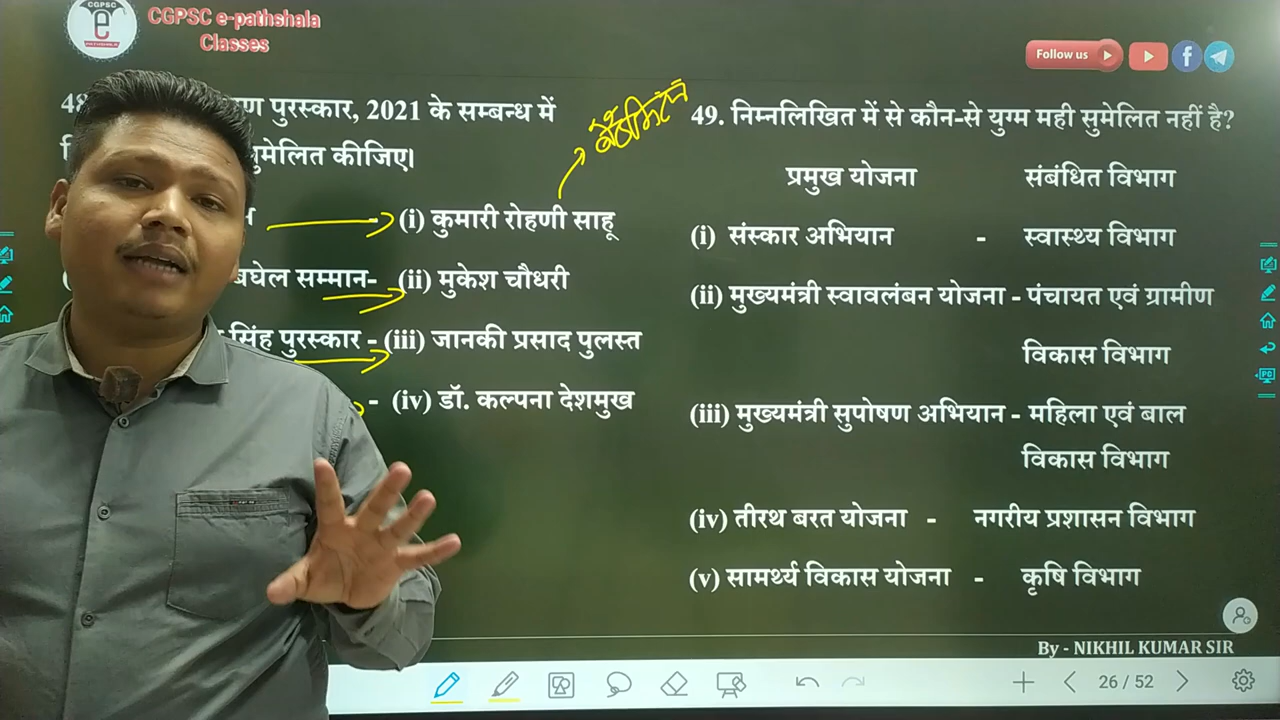 CGPSC
e
CGPSC e-pathshala
Classes
Follow us
48
पुरस्कार, 2021 के सम्बन्ध में
सुमेलित कीजिए।
- (i) कुमारी रोहणी साहू
बैडमिंटन
बघेल सम्मान- (ii) मुकेश चौधरी
सिंह पुरस्कार - (iii) जानकी प्रसाद पुलस्त
- (iv) डॉ. कल्पना देशमुख
49. निम्नलिखित में से कौन-से युग्म मही सुमेलित नहीं है?
प्रमुख योजना संबंधित विभाग
(i) संस्कार अभियान - स्वास्थ्य विभाग
(ii) मुख्यमंत्री स्वावलंबन योजना - पंचायत एवं ग्रामीण
विकास विभाग
(iii) मुख्यमंत्री सुपोषण अभियान - महिला एवं बाल
विकास विभाग
(iv) तीरथ बरत योजना - नगरीय प्रशासन विभाग
(v) सामर्थ्य विकास योजना - कृषि विभाग
By - NIKHIL KUMAR SIR
26 / 52